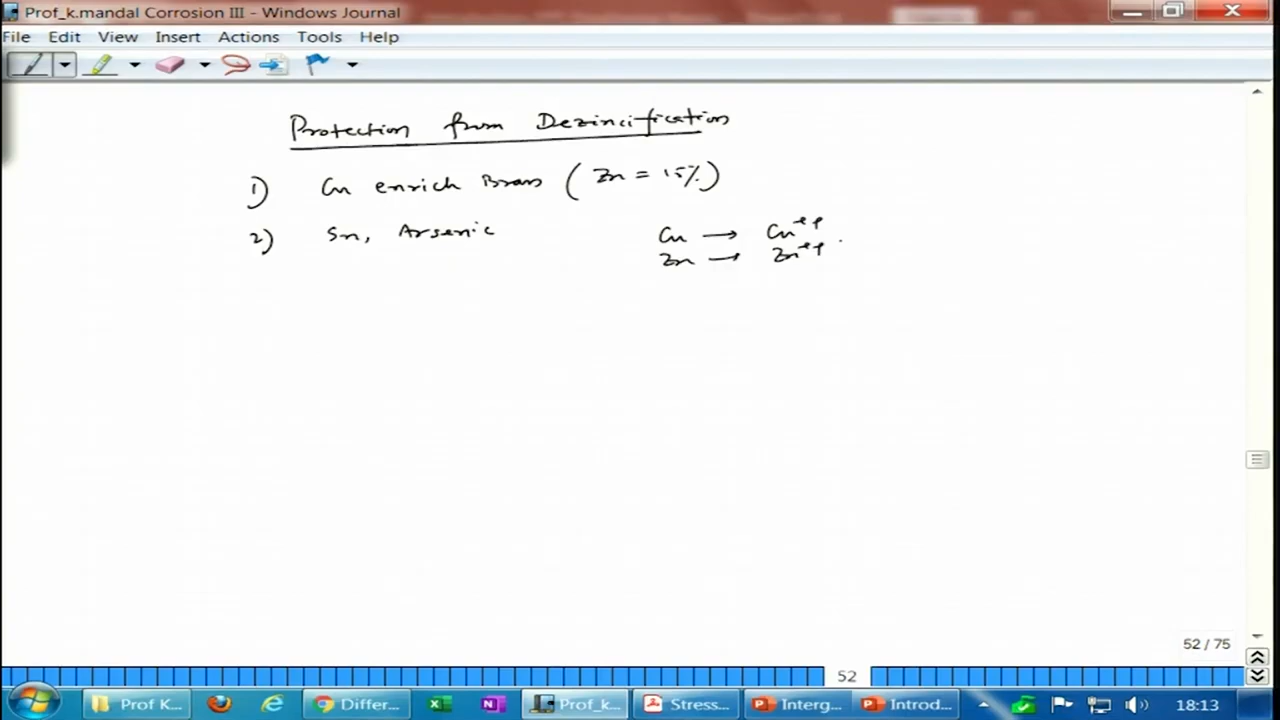 Prof_k.mandal Corrosion III - Windows Journal
File Edit View Insert Actions Tools Help
Protection from Dezincification
1) Cu enrich Brass (Zn = 15%)
2) Sn, Arsenic
Cu → Cu++
Zn → Zn++
52 / 75
52
Prof K... Differ... Prof_k... Stress... Interg... Introd... 18:13